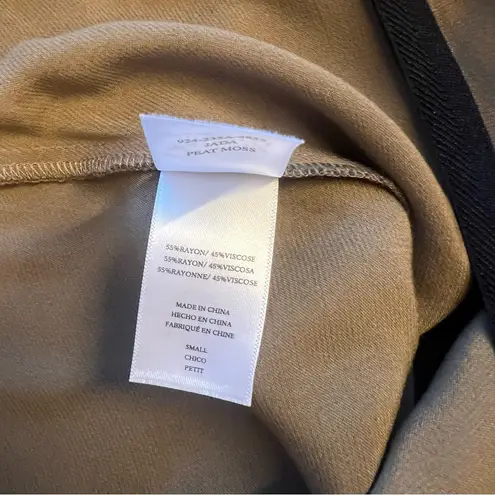 JADA
PEAT MOSS
55%RAYON/ 45%VISCOSE
55%RAYON/ 45%VISCOSA
55%RAYONNE/ 45%VISCOSE
MADE IN CHINA
HECHO EN CHINA
FABRIQUÉ EN CHINE
SMALL
CHICO
PETIT